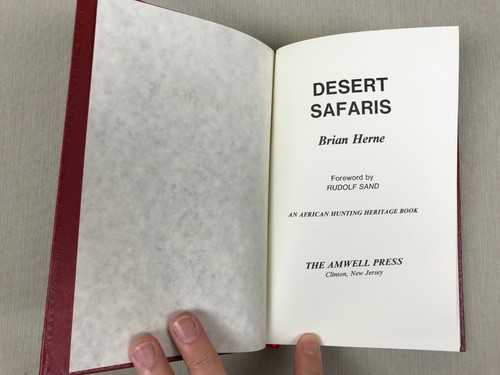 DESERT
SAFARIS
Brian Herne
Foreword by
RUDOLF SAND
AN AFRICAN HUNTING HERITAGE BOOK
THE AMWELL PRESS
Clinton, New Jersey